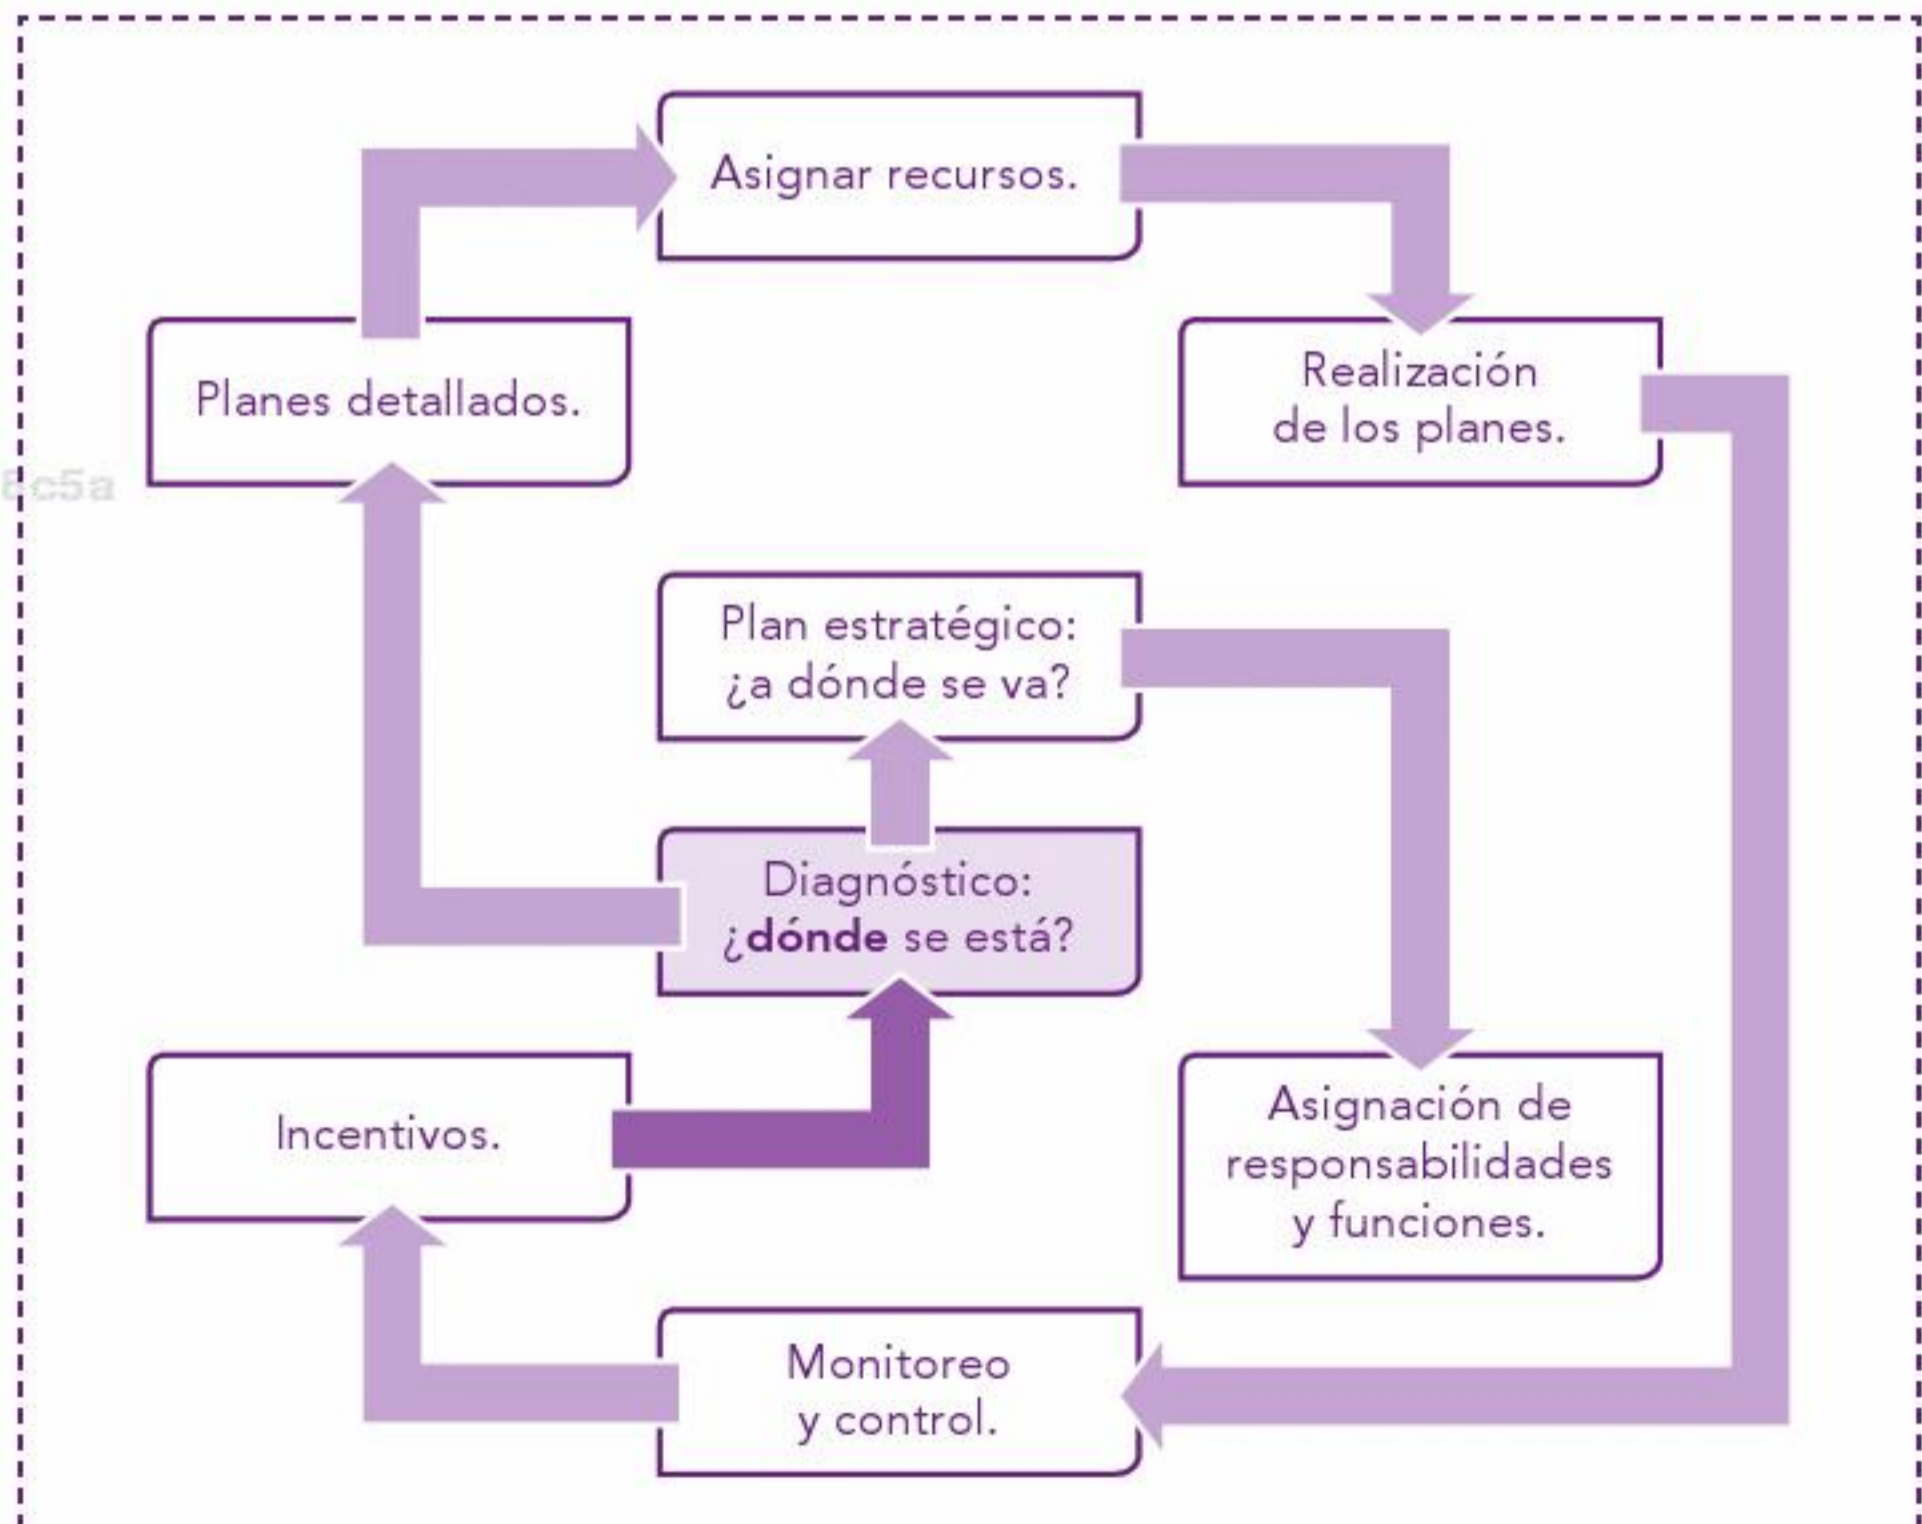 Asignar recursos.
Planes detallados.
Realización
de los planes.
c5a
Plan estratégico:
¿a dónde se va?
Diagnóstico:
¿dónde se está?
Incentivos.
Asignación de
responsabilidades
y funciones.
Monitoreo
y control.